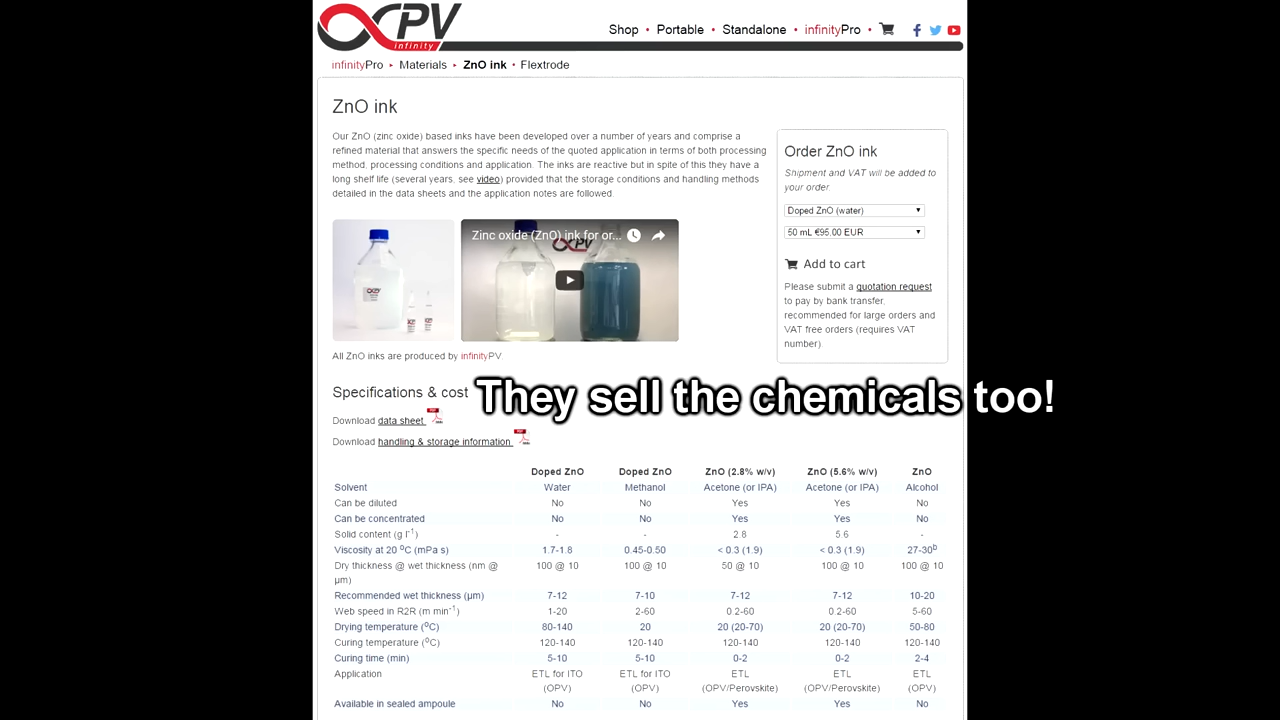 PV
infinity
Shop • Portable • Standalone • infinityPro •
infinityPro ▸ Materials ▸ ZnO ink • Flextrode
ZnO ink
Our ZnO (zinc oxide) based inks have been developed over a number of years and comprise a
refined material that answers the specific needs of the quoted application in terms of both processing
method, processing conditions and application. The inks are reactive but in spite of this they have a
long shelf life (several years, see video) provided that the storage conditions and handling methods
detailed in the data sheets and the application notes are followed.
Order ZnO ink
Shipment and VAT will be added to
your order.
Doped ZnO (water)
50 mL €95.00 EUR
Add to cart
Please submit a quotation request
to pay by bank transfer,
recommended for large orders and
VAT free orders (requires VAT
number).
Zinc oxide (ZnO) ink for or...
PV
All ZnO inks are produced by infinityPV.
Specifications & cost
They sell the chemicals too!
Download data sheet
Download handling & storage information
Doped ZnO Doped ZnO ZnO (2.8% w/v) ZnO (5.6% w/v) ZnO
Solvent Water Methanol Acetone (or IPA) Acetone (or IPA) Alcohol
Can be diluted No No Yes Yes No
Can be concentrated No No Yes Yes No
Solid content (g l⁻¹) - - 2.8 5.6 -
Viscosity at 20 ⁰C (mPa s) 1.7-1.8 0.45-0.50 < 0.3 (1.9) < 0.3 (1.9) 27-30ᵇ
Dry thickness @ wet thickness (nm @ 100 @ 10 100 @ 10 50 @ 10 100 @ 10 100 @ 10
µm)
Recommended wet thickness (µm) 7-12 7-10 7-12 7-12 10-20
Web speed in R2R (m min⁻¹) 1-20 2-60 0.2-60 0.2-60 5-60
Drying temperature (⁰C) 80-140 20 20 (20-70) 20 (20-70) 50-80
Curing temperature (⁰C) 120-140 120-140 120-140 120-140 120-140
Curing time (min) 5-10 5-10 0-2 0-2 2-4
Application ETL for ITO ETL for ITO ETL ETL ETL
(OPV) (OPV) (OPV/Perovskite) (OPV/Perovskite) (OPV)
Available in sealed ampoule No No Yes Yes No